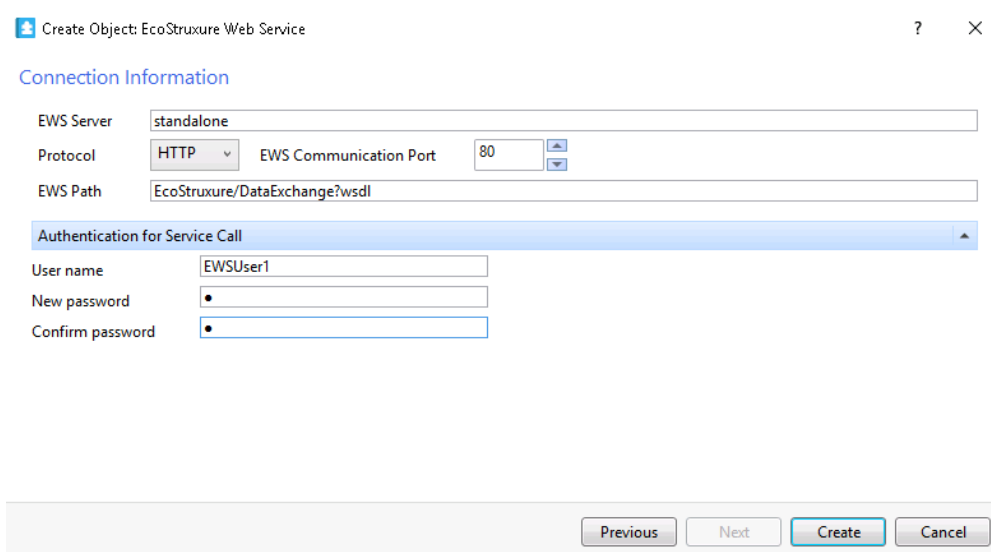 Create Object: EcoStruxure Web Service ?
Connection Information
EWS Server standalone
Protocol HTTP EWS Communication Port 80
EWS Path EcoStruxure/DataExchange?wsdl
Authentication for Service Call
User name EWSUser1
New password ●
Confirm password ●
Previous Next Create Cancel